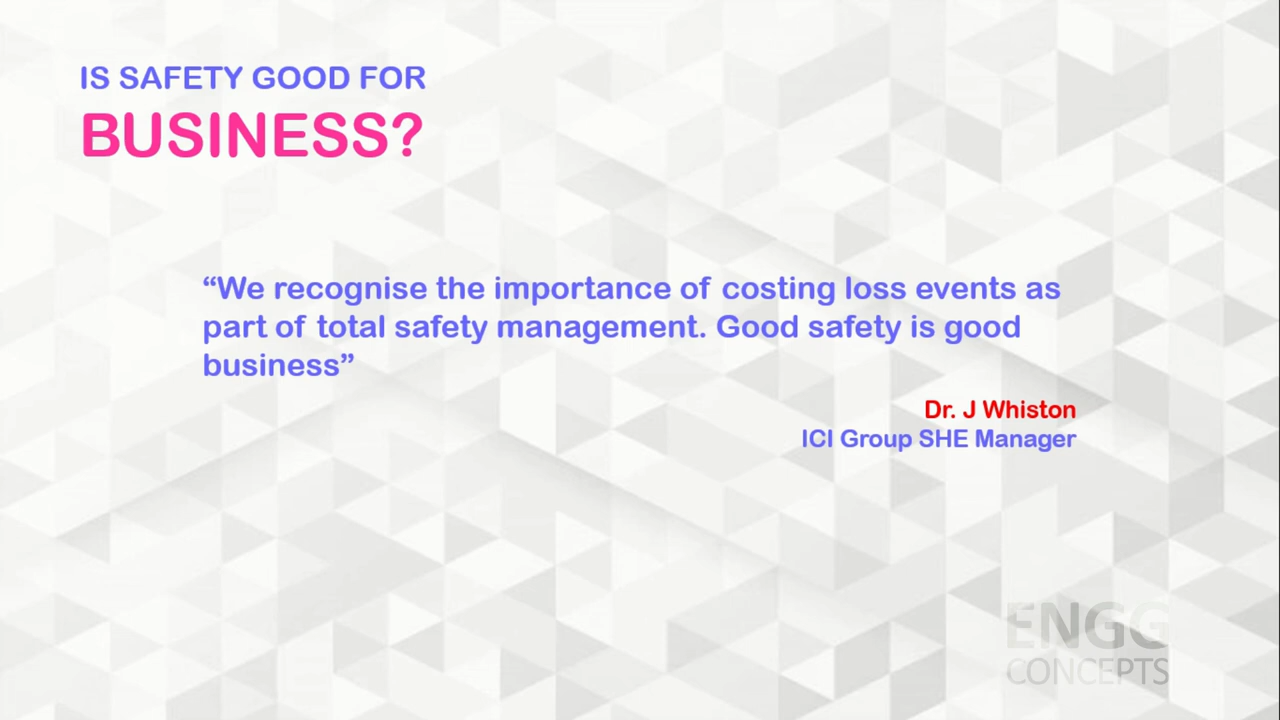 IS SAFETY GOOD FOR
BUSINESS?
“We recognise the importance of costing loss events as
part of total safety management. Good safety is good
business”
Dr. J Whiston
ICI Group SHE Manager
ENGG
CONCEPTS